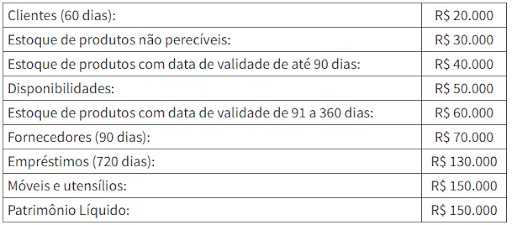 Clientes (60 dias): R$ 20.000
Estoque de produtos não perecíveis: R$ 30.000
Estoque de produtos com data de validade de até 90 dias: R$ 40.000
Disponibilidades: R$ 50.000
Estoque de produtos com data de validade de 91 a 360 dias: R$ 60.000
Fornecedores (90 dias): R$ 70.000
Empréstimos (720 dias): R$ 130.000
Móveis e utensílios: R$ 150.000
Patrimônio Líquido: R$ 150.000